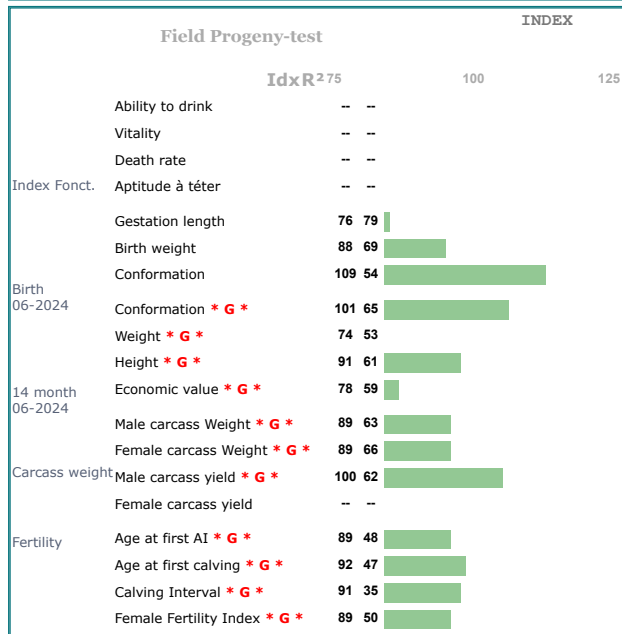 INDEX
Field Progeny-test
IdxR² 75 100 125
Ability to drink -- --
Vitality -- --
Death rate -- --
Index Fonct. Aptitude à téter -- --
Gestation length 76 79
Birth weight 88 69
Conformation 109 54
Birth
06-2024
Conformation * G * 101 65
Weight * G * 74 53
Height * G * 91 61
14 month
06-2024
Economic value * G * 78 59
Male carcass Weight * G * 89 63
Female carcass Weight * G * 89 66
Carcass weight Male carcass yield * G * 100 62
Female carcass yield -- --
Fertility Age at first AI * G * 89 48
Age at first calving * G * 92 47
Calving Interval * G * 91 35
Female Fertility Index * G * 89 50